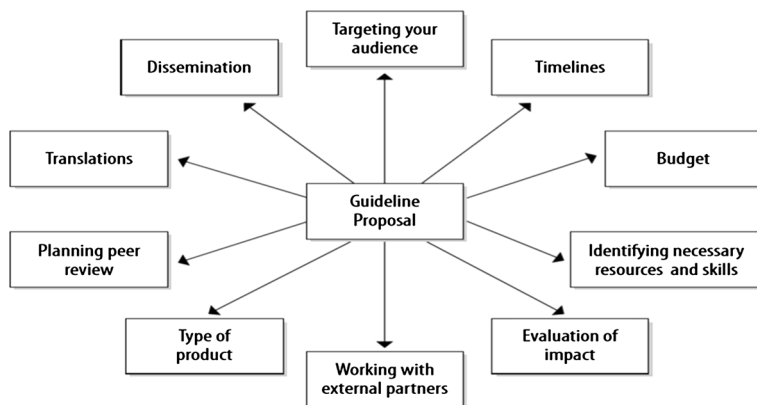 Targeting your
audience
Dissemination
Timelines
Translations
Budget
Guideline
Proposal
Planning peer
review
Identifying necessary
resources and skills
Type of
product
Evaluation of
impact
Working with
external partners